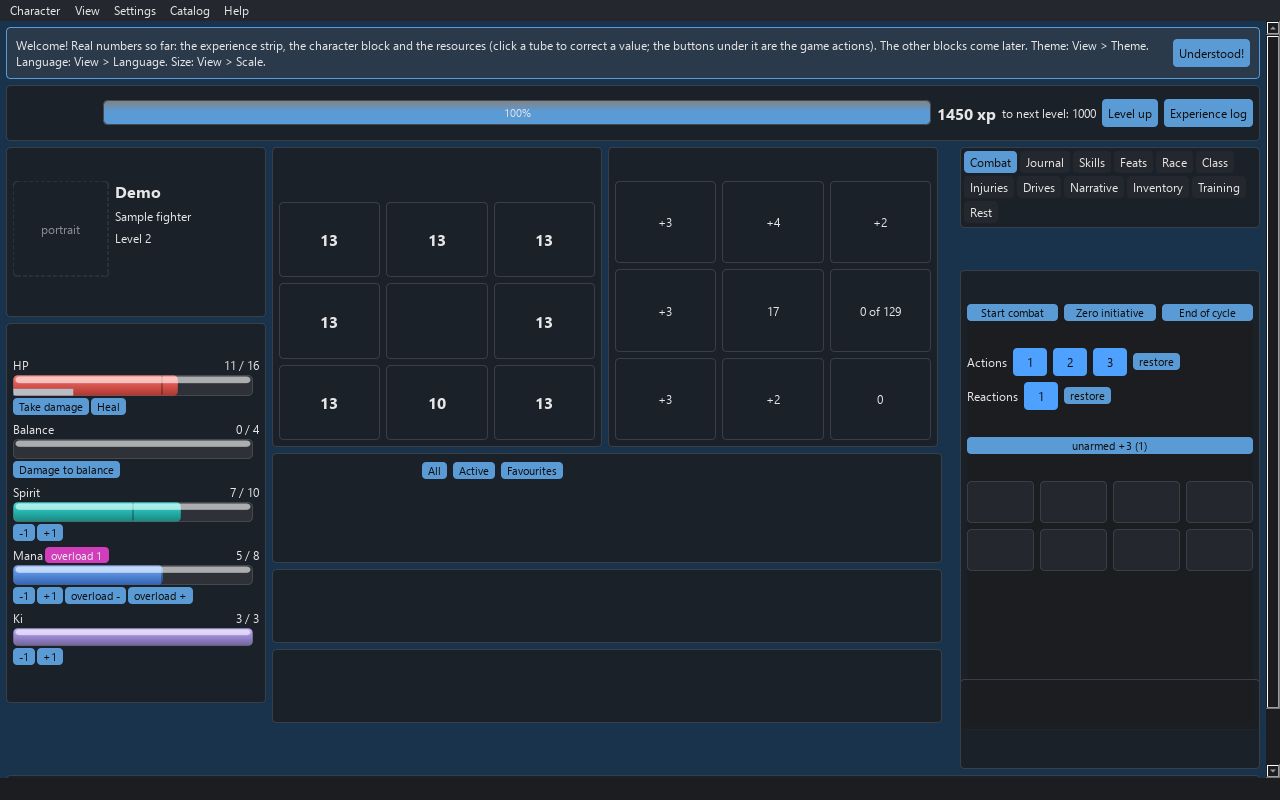 Character View Settings Catalog Help
Welcome! Real numbers so far: the experience strip, the character block and the resources (click a tube to correct a value; the buttons under it are the game actions). The other blocks come later. Theme: View > Theme.
Language: View > Language. Size: View > Scale.
Understood!
100%
1450 xp to next level: 1000 Level up Experience log
portrait
Demo
Sample fighter
Level 2
13 13 13
13 13
13 10 13
+3 +4 +2
+3 17 0 of 129
+3 +2 0
Combat Journal Skills Feats Race Class
Injuries Drives Narrative Inventory Training
Rest
HP 11 / 16
Take damage Heal
Balance 0 / 4
Damage to balance
Spirit 7 / 10
-1 +1
Mana overload 1 5 / 8
-1 +1 overload - overload +
Ki 3 / 3
-1 +1
All Active Favourites
Start combat Zero initiative End of cycle
Actions 1 2 3 restore
Reactions 1 restore
unarmed +3 (1)